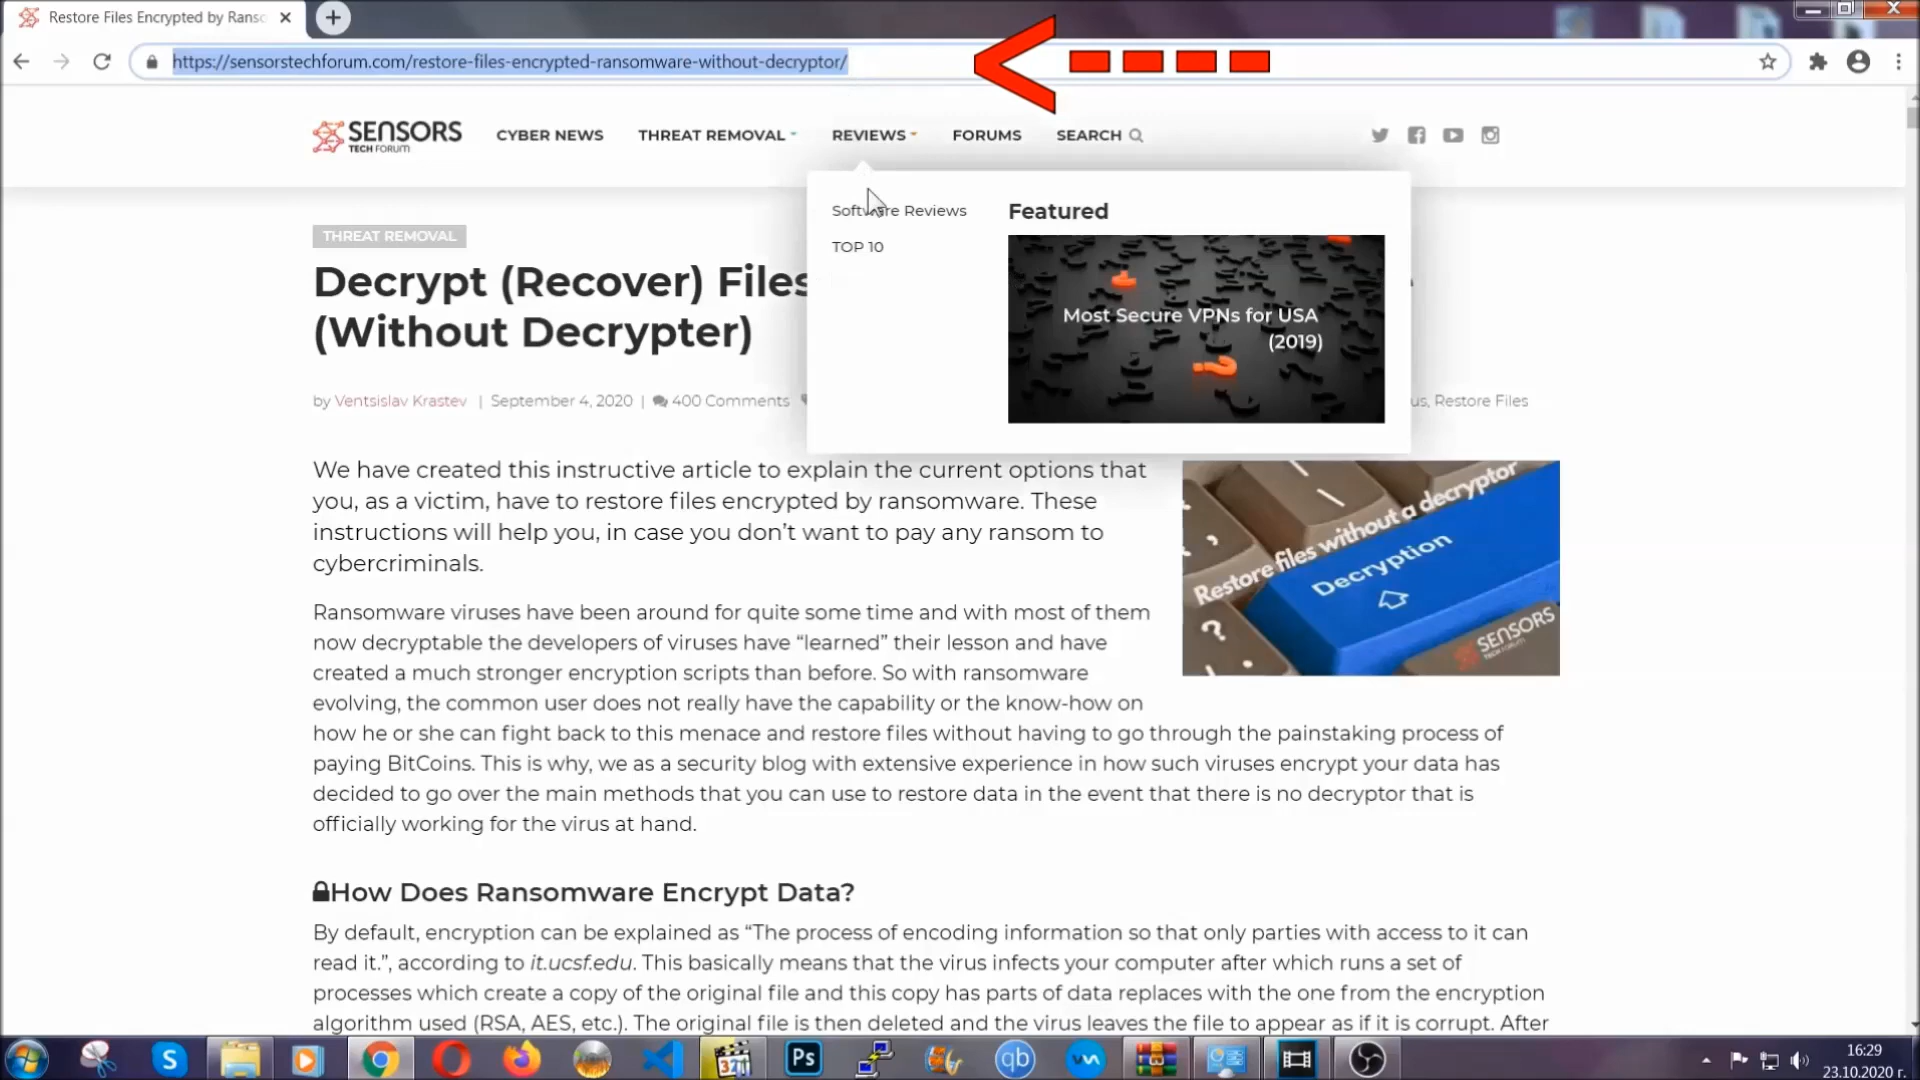 Restore Files Encrypted by Ranso
https://sensorstechforum.com/restore-files-encrypted-ransomware-without-decryptor/
SENSORS
TECH FORUM
CYBER NEWS THREAT REMOVAL REVIEWS FORUMS SEARCH
Software Reviews
TOP 10
Featured
Most Secure VPNs for USA
(2019)
THREAT REMOVAL
Decrypt (Recover) Files
(Without Decrypter)
by Ventsislav Krastev | September 4, 2020 | 400 Comments
us, Restore Files
We have created this instructive article to explain the current options that
you, as a victim, have to restore files encrypted by ransomware. These
instructions will help you, in case you don’t want to pay any ransom to
cybercriminals.
Restore files without a decryptor
Decryption
SENSORS
TECH FORUM
Ransomware viruses have been around for quite some time and with most of them
now decryptable the developers of viruses have “learned” their lesson and have
created a much stronger encryption scripts than before. So with ransomware
evolving, the common user does not really have the capability or the know-how on
how he or she can fight back to this menace and restore files without having to go through the painstaking process of
paying BitCoins. This is why, we as a security blog with extensive experience in how such viruses encrypt your data has
decided to go over the main methods that you can use to restore data in the event that there is no decryptor that is
officially working for the virus at hand.
How Does Ransomware Encrypt Data?
By default, encryption can be explained as “The process of encoding information so that only parties with access to it can
read it.”, according to it.ucsf.edu. This basically means that the virus infects your computer after which runs a set of
processes which create a copy of the original file and this copy has parts of data replaces with the one from the encryption
algorithm used (RSA, AES, etc.). The original file is then deleted and the virus leaves the file to appear as if it is corrupt. After
321
Ps
qb
16:29
23.10.2020 г.